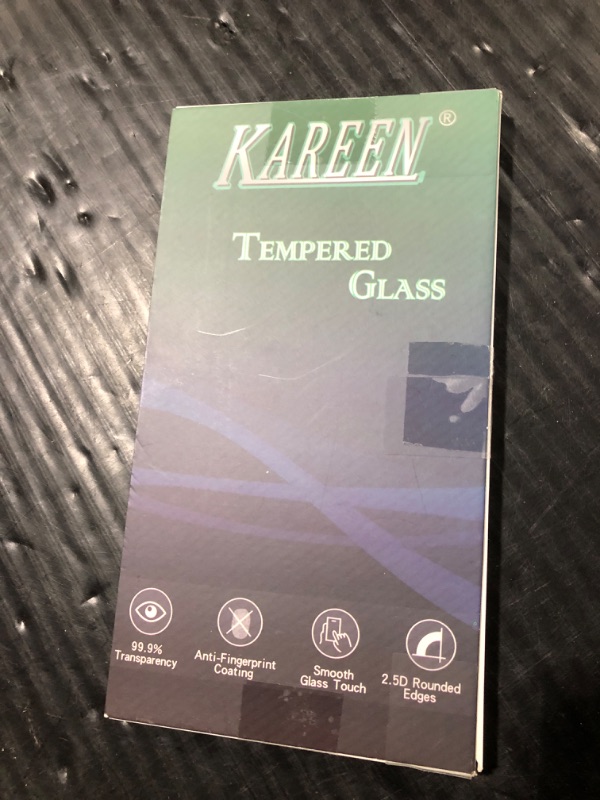 KAREEN®
TEMPERED
GLASS
99.9%
Transparency
Anti-Fingerprint
Coating
Smooth
Glass Touch
2.5D Rounded
Edges